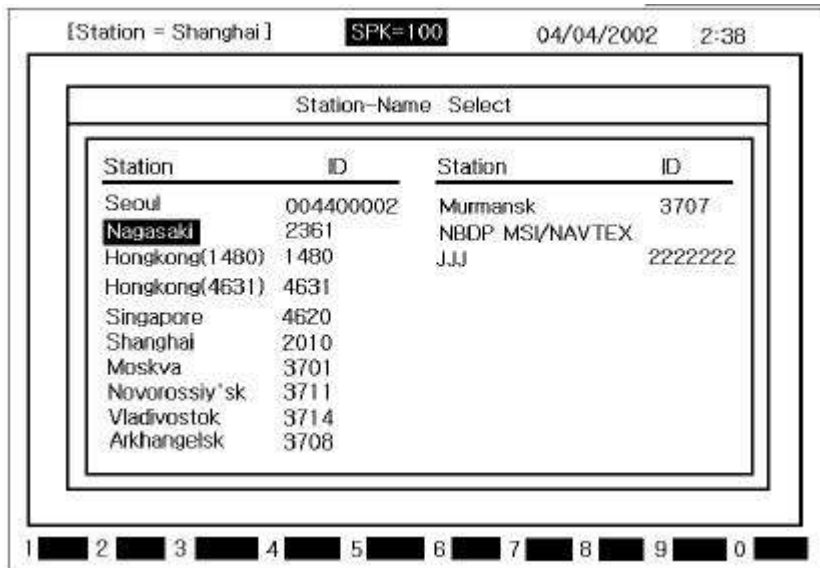 [Station = Shanghai] SPK=100 04/04/2002 2:38
Station-Name Select
Station ID Station ID
Seoul 004400002 Murmansk 3707
Nagasaki 2361 NBDP MSI/NAVTEX
Hongkong(1480) 1480 JJJ 2222222
Hongkong(4631) 4631
Singapore 4620
Shanghai 2010
Moskva 3701
Novorossiy'sk 3711
Vladivostok 3714
Arkhangelsk 3708
1 2 3 4 5 6 7 8 9 0